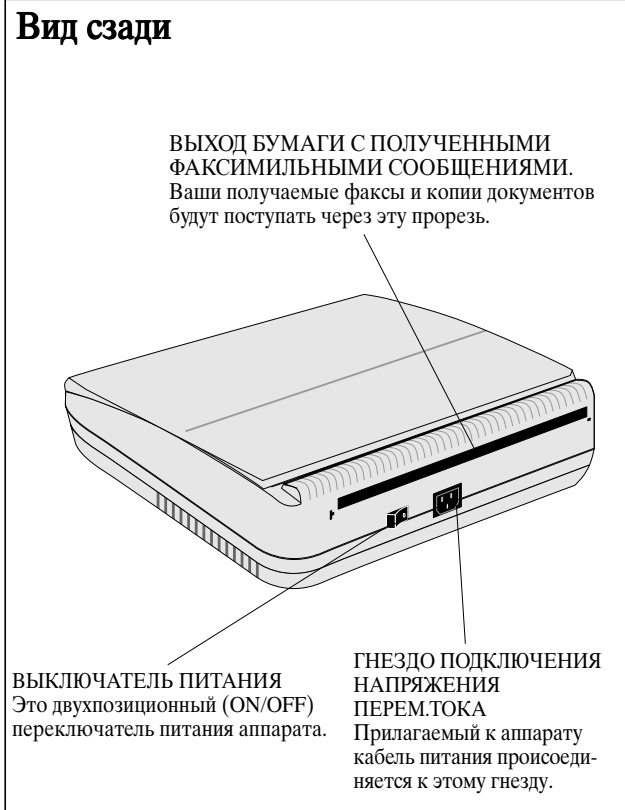 Вид сзади
ВЫХОД БУМАГИ С ПОЛУЧЕННЫМИ
ФАКСИМИЛЬНЫМИ СООБЩЕНИЯМИ.
Ваши получаемые факсы и копии документов
будут поступать через эту прорезь.
ВЫКЛЮЧАТЕЛЬ ПИТАНИЯ
Это двухпозиционный (ON/OFF)
переключатель питания аппарата.
ГНЕЗДО ПОДКЛЮЧЕНИЯ
НАПРЯЖЕНИЯ
ПЕРЕМ.ТОКА
Прилагаемый к аппарату
кабель питания происоеди-
няется к этому гнезду.